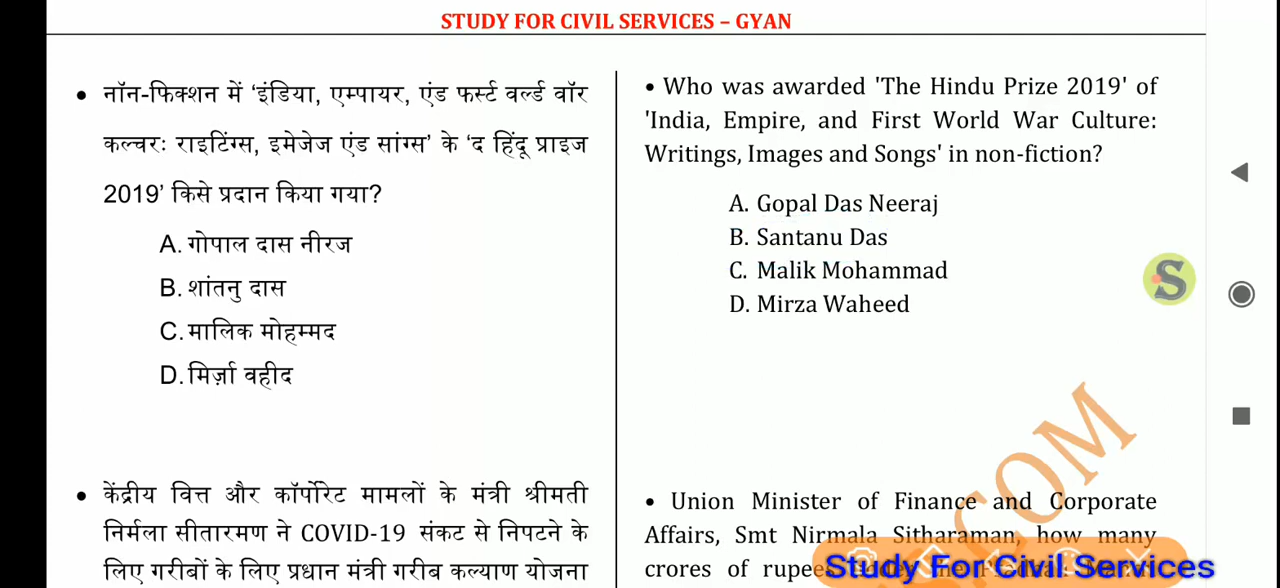 STUDY FOR CIVIL SERVICES – GYAN
• नॉन-फिक्शन में ‘इंडिया, एम्पायर, एंड फर्स्ट वर्ल्ड वॉर
कल्चरः राइटिंग्स, इमेजेज एंड सांग्स’ के ‘द हिंदू प्राइज
2019’ किसे प्रदान किया गया?
A. गोपाल दास नीरज
B. शांतनु दास
C. मालिक मोहम्मद
D. मिर्ज़ा वहीद
• केंद्रीय वित्त और कॉर्पोरेट मामलों के मंत्री श्रीमती
निर्मला सीतारमण ने COVID-19 संकट से निपटने के
लिए गरीबों के लिए प्रधान मंत्री गरीब कल्याण योजना
• Who was awarded 'The Hindu Prize 2019' of
'India, Empire, and First World War Culture:
Writings, Images and Songs' in non-fiction?
A. Gopal Das Neeraj
B. Santanu Das
C. Malik Mohammad
D. Mirza Waheed
• Union Minister of Finance and Corporate
Affairs, Smt Nirmala Sitharaman, how many
crores of rupees
S
.COM
Study For Civil Services